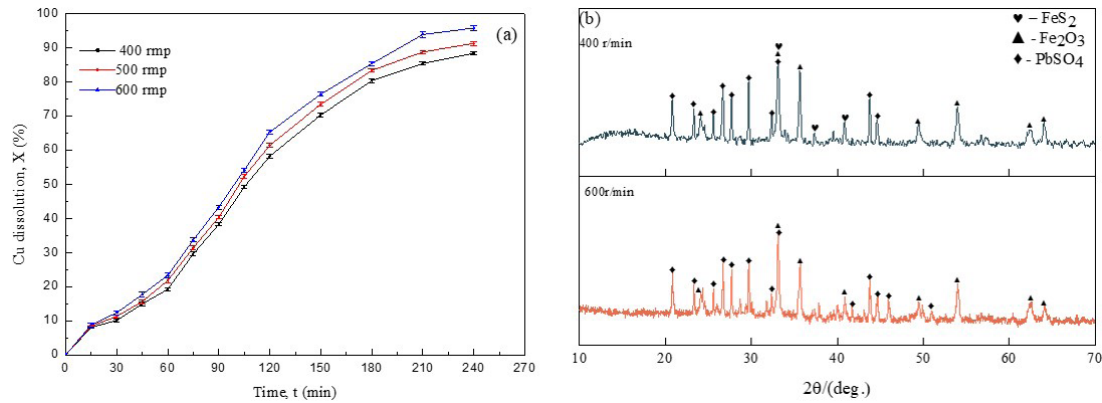 (a)
400 rmp
500 rmp
600 rmp
Cu dissolution, X (%)
100
90
80
70
60
50
40
30
20
10
0
0 30 60 90 120 150 180 210 240 270
Time, t (min)
(b)
♥ – FeS₂
▲ - Fe₂O₃
♦ - PbSO₄
400 r/min
600r/min
10 20 30 40 50 60 70
2θ/(deg.)